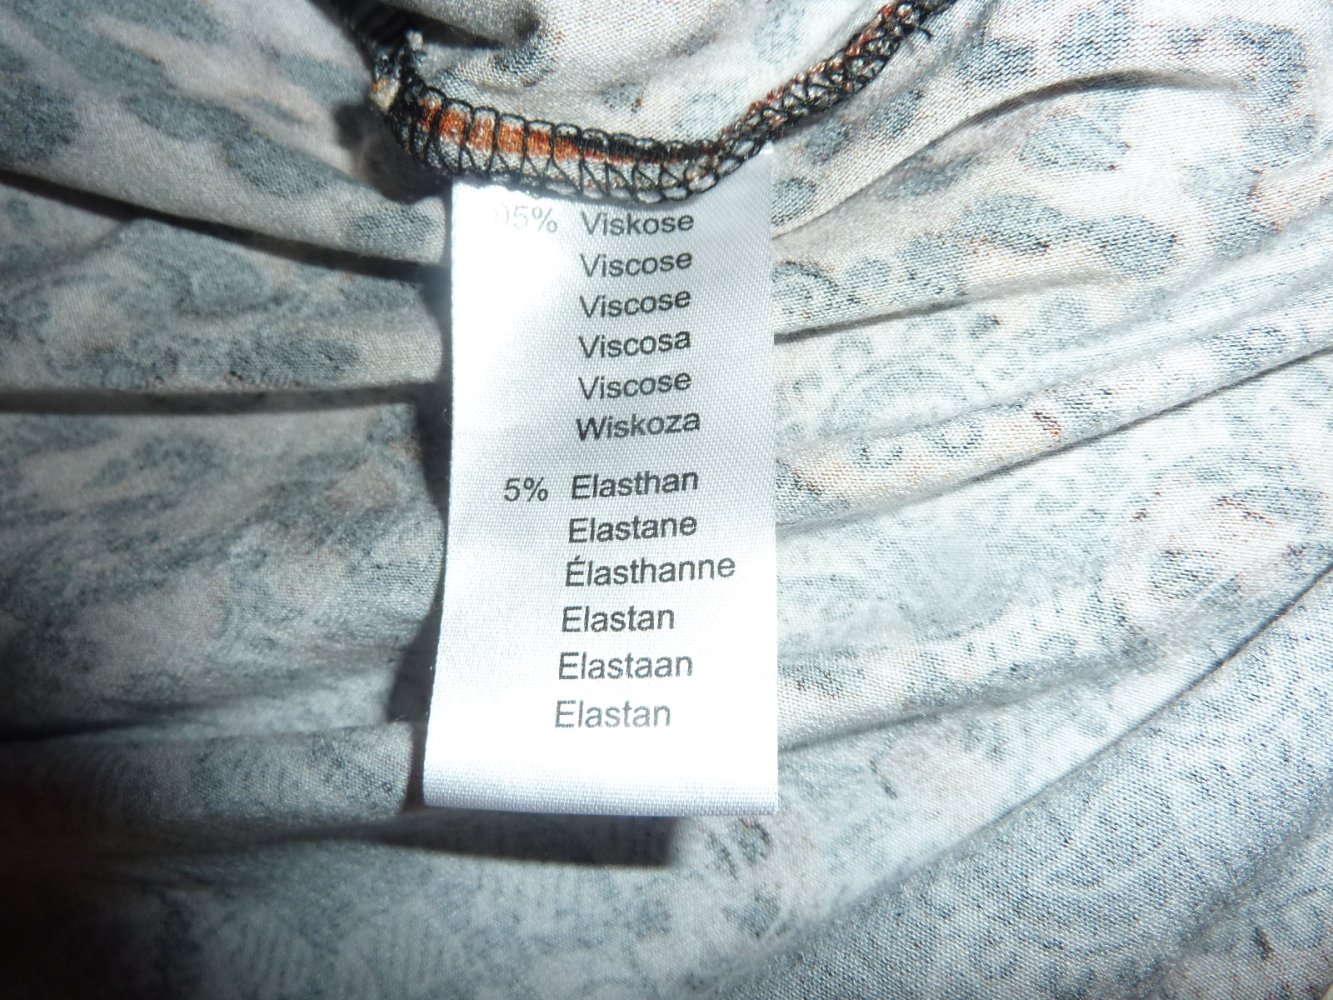 95% Viskose
Viscose
Viscose
Viscosa
Viscose
Wiskoza
5% Elasthan
Elastane
Élasthanne
Elastan
Elastaan
Elastan